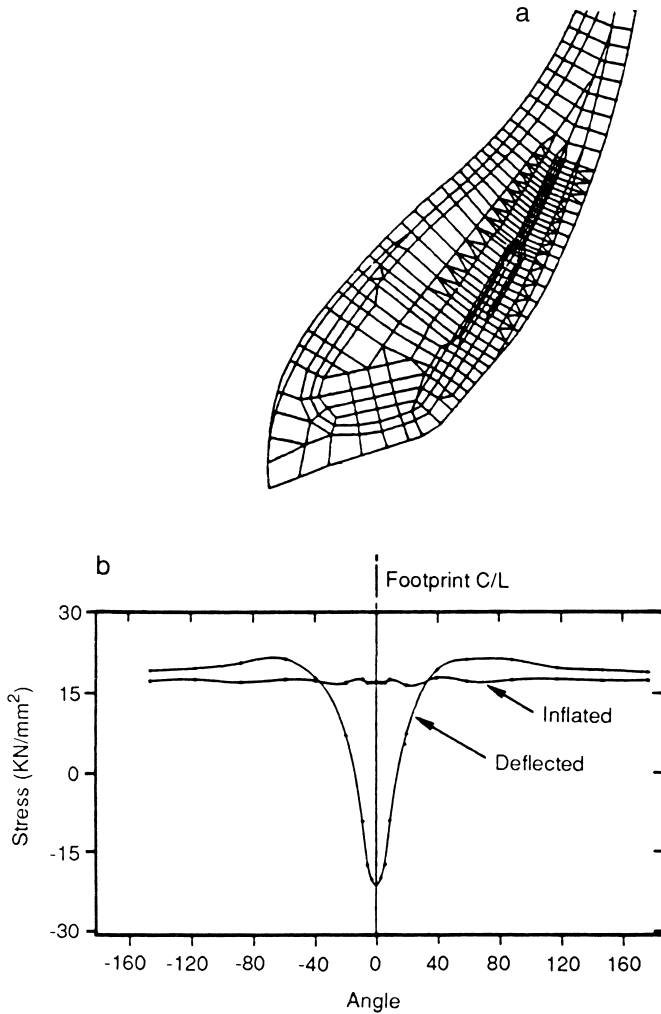 a
b
Footprint C/L
30
15
0
-15
-30
Stress (KN/mm²)
Inflated
Deflected
-160 -120 -80 -40 0 40 80 120 160
Angle